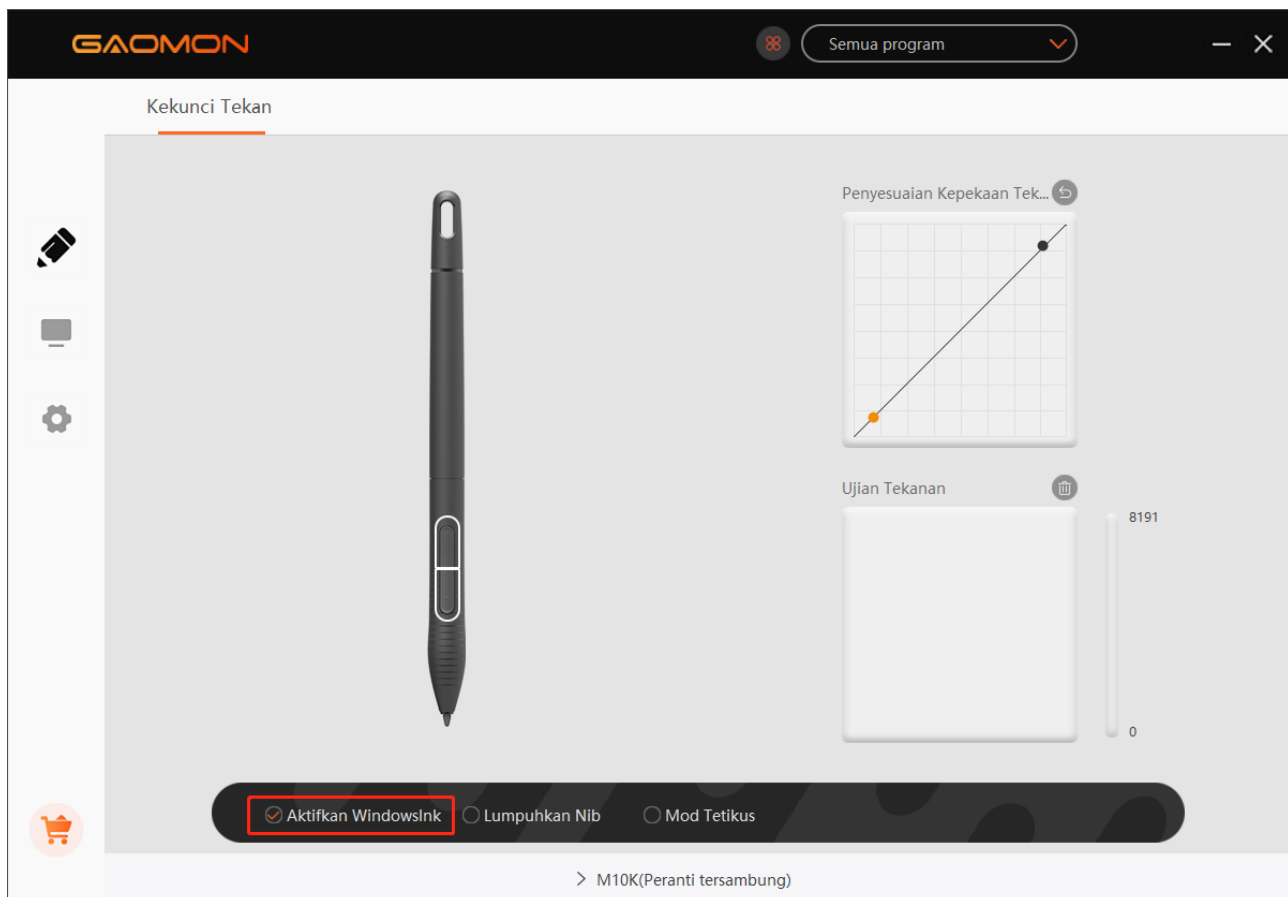 GAOMON
Semua program
Kekunci Tekan
Penyesuaian Kepekaan Tek...
Ujian Tekanan
8191
0
Aktifkan WindowsInk
Lumpuhkan Nib
Mod Tetikus
M10K(Peranti tersambung)